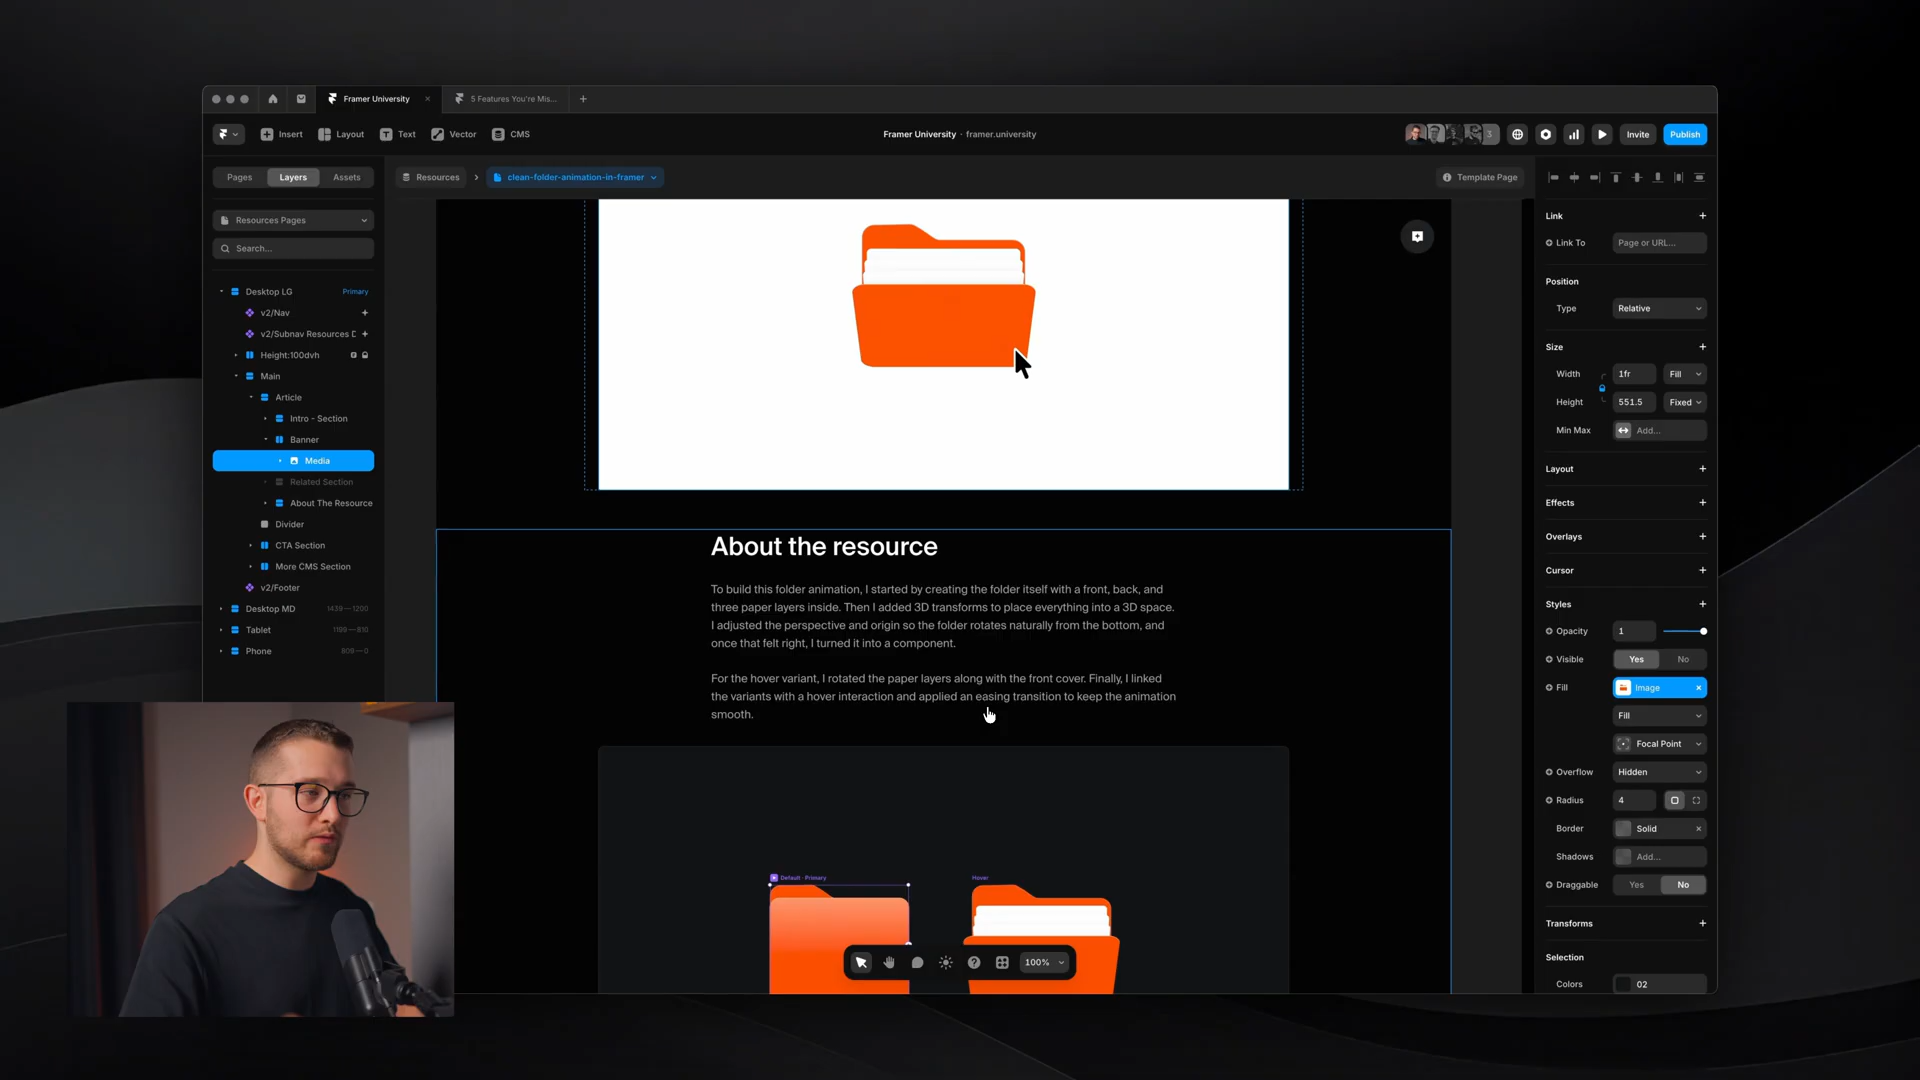 Framer University
5 Features You're Mis...
Insert
Layout
Text
Vector
CMS
Framer University · framer.university
3
Invite
Publish
Pages
Layers
Assets
Resources
clean-folder-animation-in-framer
Template Page
Resources Pages
Search...
Desktop LG
Primary
v2/Nav
v2/Subnav Resources D
Height:100dvh
Main
Article
Intro - Section
Banner
Media
Related Section
About The Resource
Divider
CTA Section
More CMS Section
v2/Footer
Desktop MD
1439—1200
Tablet
1199—810
Phone
809—0
About the resource
To build this folder animation, I started by creating the folder itself with a front, back, and
three paper layers inside. Then I added 3D transforms to place everything into a 3D space.
I adjusted the perspective and origin so the folder rotates naturally from the bottom, and
once that felt right, I turned it into a component.
For the hover variant, I rotated the paper layers along with the front cover. Finally, I linked
the variants with a hover interaction and applied an easing transition to keep the animation
smooth.
Default · Primary
Hover
100%
Link
Link To
Page or URL...
Position
Type
Relative
Size
Width
1fr
Fill
Height
551.5
Fixed
Min Max
Add...
Layout
Effects
Overlays
Cursor
Styles
Opacity
1
Visible
Yes
No
Fill
Image
Fill
Focal Point
Overflow
Hidden
Radius
4
Border
Solid
Shadows
Add...
Draggable
Yes
No
Transforms
Selection
Colors
02